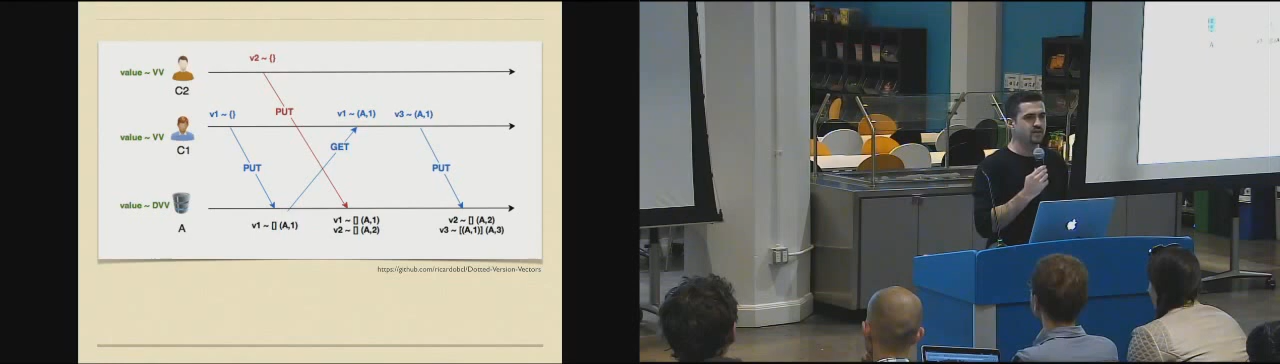 v2 ~ {}
value ~ VV
C2
PUT
v1 ~ {}
v1 ~ (A,1)
v3 ~ (A,1)
value ~ VV
C1
GET
PUT
PUT
value ~ DVV
A
v1 ~ [] (A,1)
v1 ~ [] (A,1)
v2 ~ [] (A,2)
v2 ~ [] (A,2)
v3 ~ [(A,1)] (A,3)
https://github.com/ricardobcl/Dotted-Version-Vectors
A